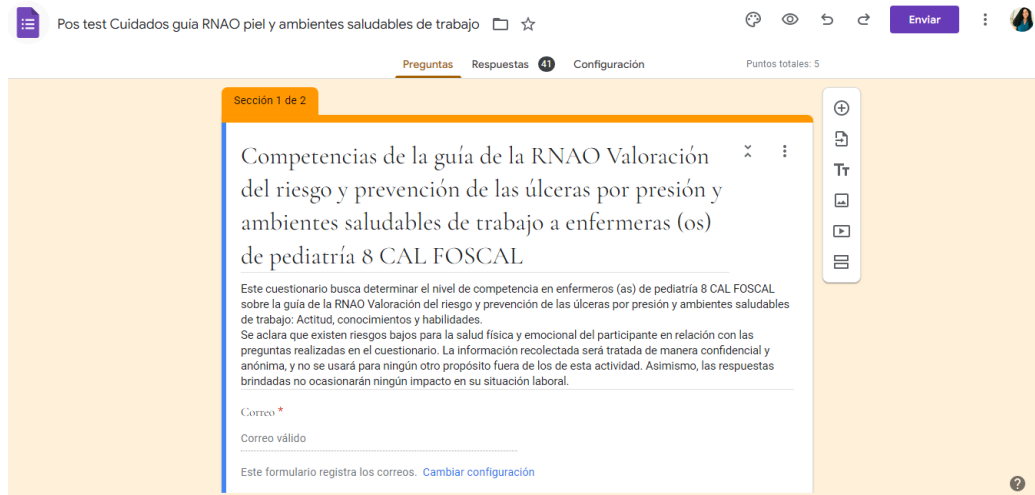 Pos test Cuidados guía RNAO piel y ambientes saludables de trabajo
Enviar
Preguntas Respuestas 41 Configuración Puntos totales: 5
Sección 1 de 2
Competencias de la guía de la RNAO Valoración
del riesgo y prevención de las úlceras por presión y
ambientes saludables de trabajo a enfermeras (os)
de pediatría 8 CAL FOSCAL
Este cuestionario busca determinar el nivel de competencia en enfermeros (as) de pediatría 8 CAL FOSCAL
sobre la guía de la RNAO Valoración del riesgo y prevención de las úlceras por presión y ambientes saludables
de trabajo: Actitud, conocimientos y habilidades.
Se aclara que existen riesgos bajos para la salud física y emocional del participante en relación con las
preguntas realizadas en el cuestionario. La información recolectada será tratada de manera confidencial y
anónima, y no se usará para ningún otro propósito fuera de los de esta actividad. Asimismo, las respuestas
brindadas no ocasionarán ningún impacto en su situación laboral.
Correo *
Correo válido
Este formulario registra los correos. Cambiar configuración